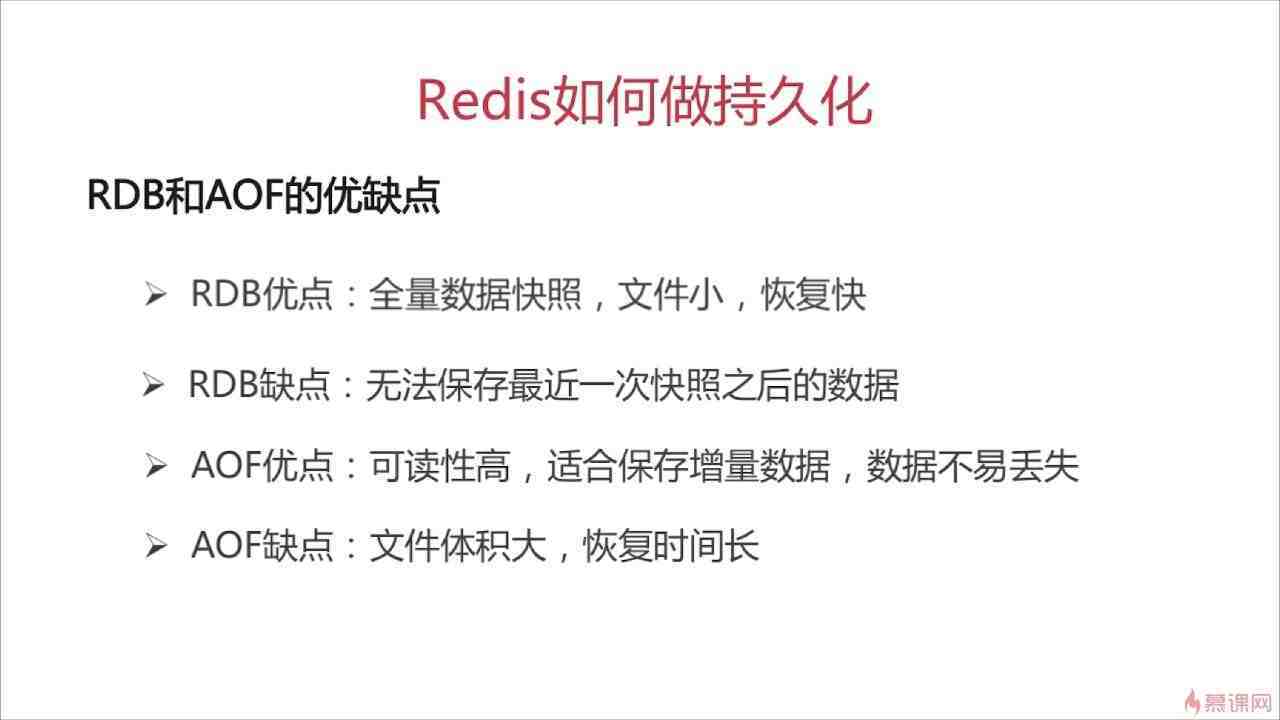 Redis如何做持久化
RDB和AOF的优缺点
RDB优点：全量数据快照，文件小，恢复快
RDB缺点：无法保存最近一次快照之后的数据
AOF优点：可读性高，适合保存增量数据，数据不易丢失
AOF缺点：文件体积大，恢复时间长
慕课网